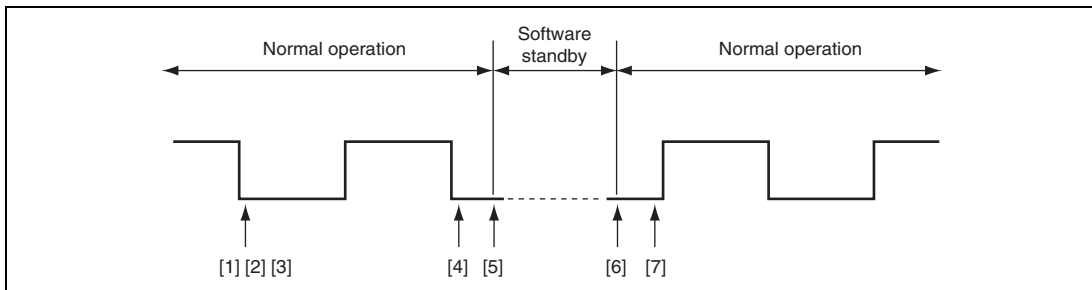 Normal operation
Software
standby
Normal operation
[1] [2] [3]
[4]
[5]
[6]
[7]